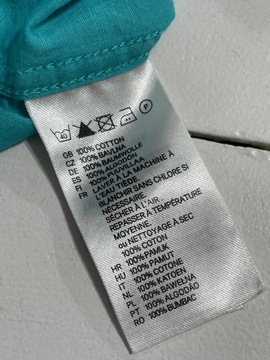 40
P
GB 100% COTTON
CZ 100% BAVLNA
DE 100% BAUMWOLLE
ES 100% ALGODÓN
FI 100% PUUVILLAA
FR LAVER À LA MACHINE À
L'EAU TIÈDE.
BLANCHIR SANS CHLORE SI
NÉCESSAIRE.
SÉCHER À L'AIR.
REPASSER À TEMPÉRATURE
MOYENNE.
ou NETTOYAGE À SEC
100% COTON
HR 100% PAMUK
HU 100% PAMUT
IT 100% COTONE
NL 100% KATOEN
PL 100% BAWEŁNA
PT 100% ALGODÃO
RO 100% BUMBAC